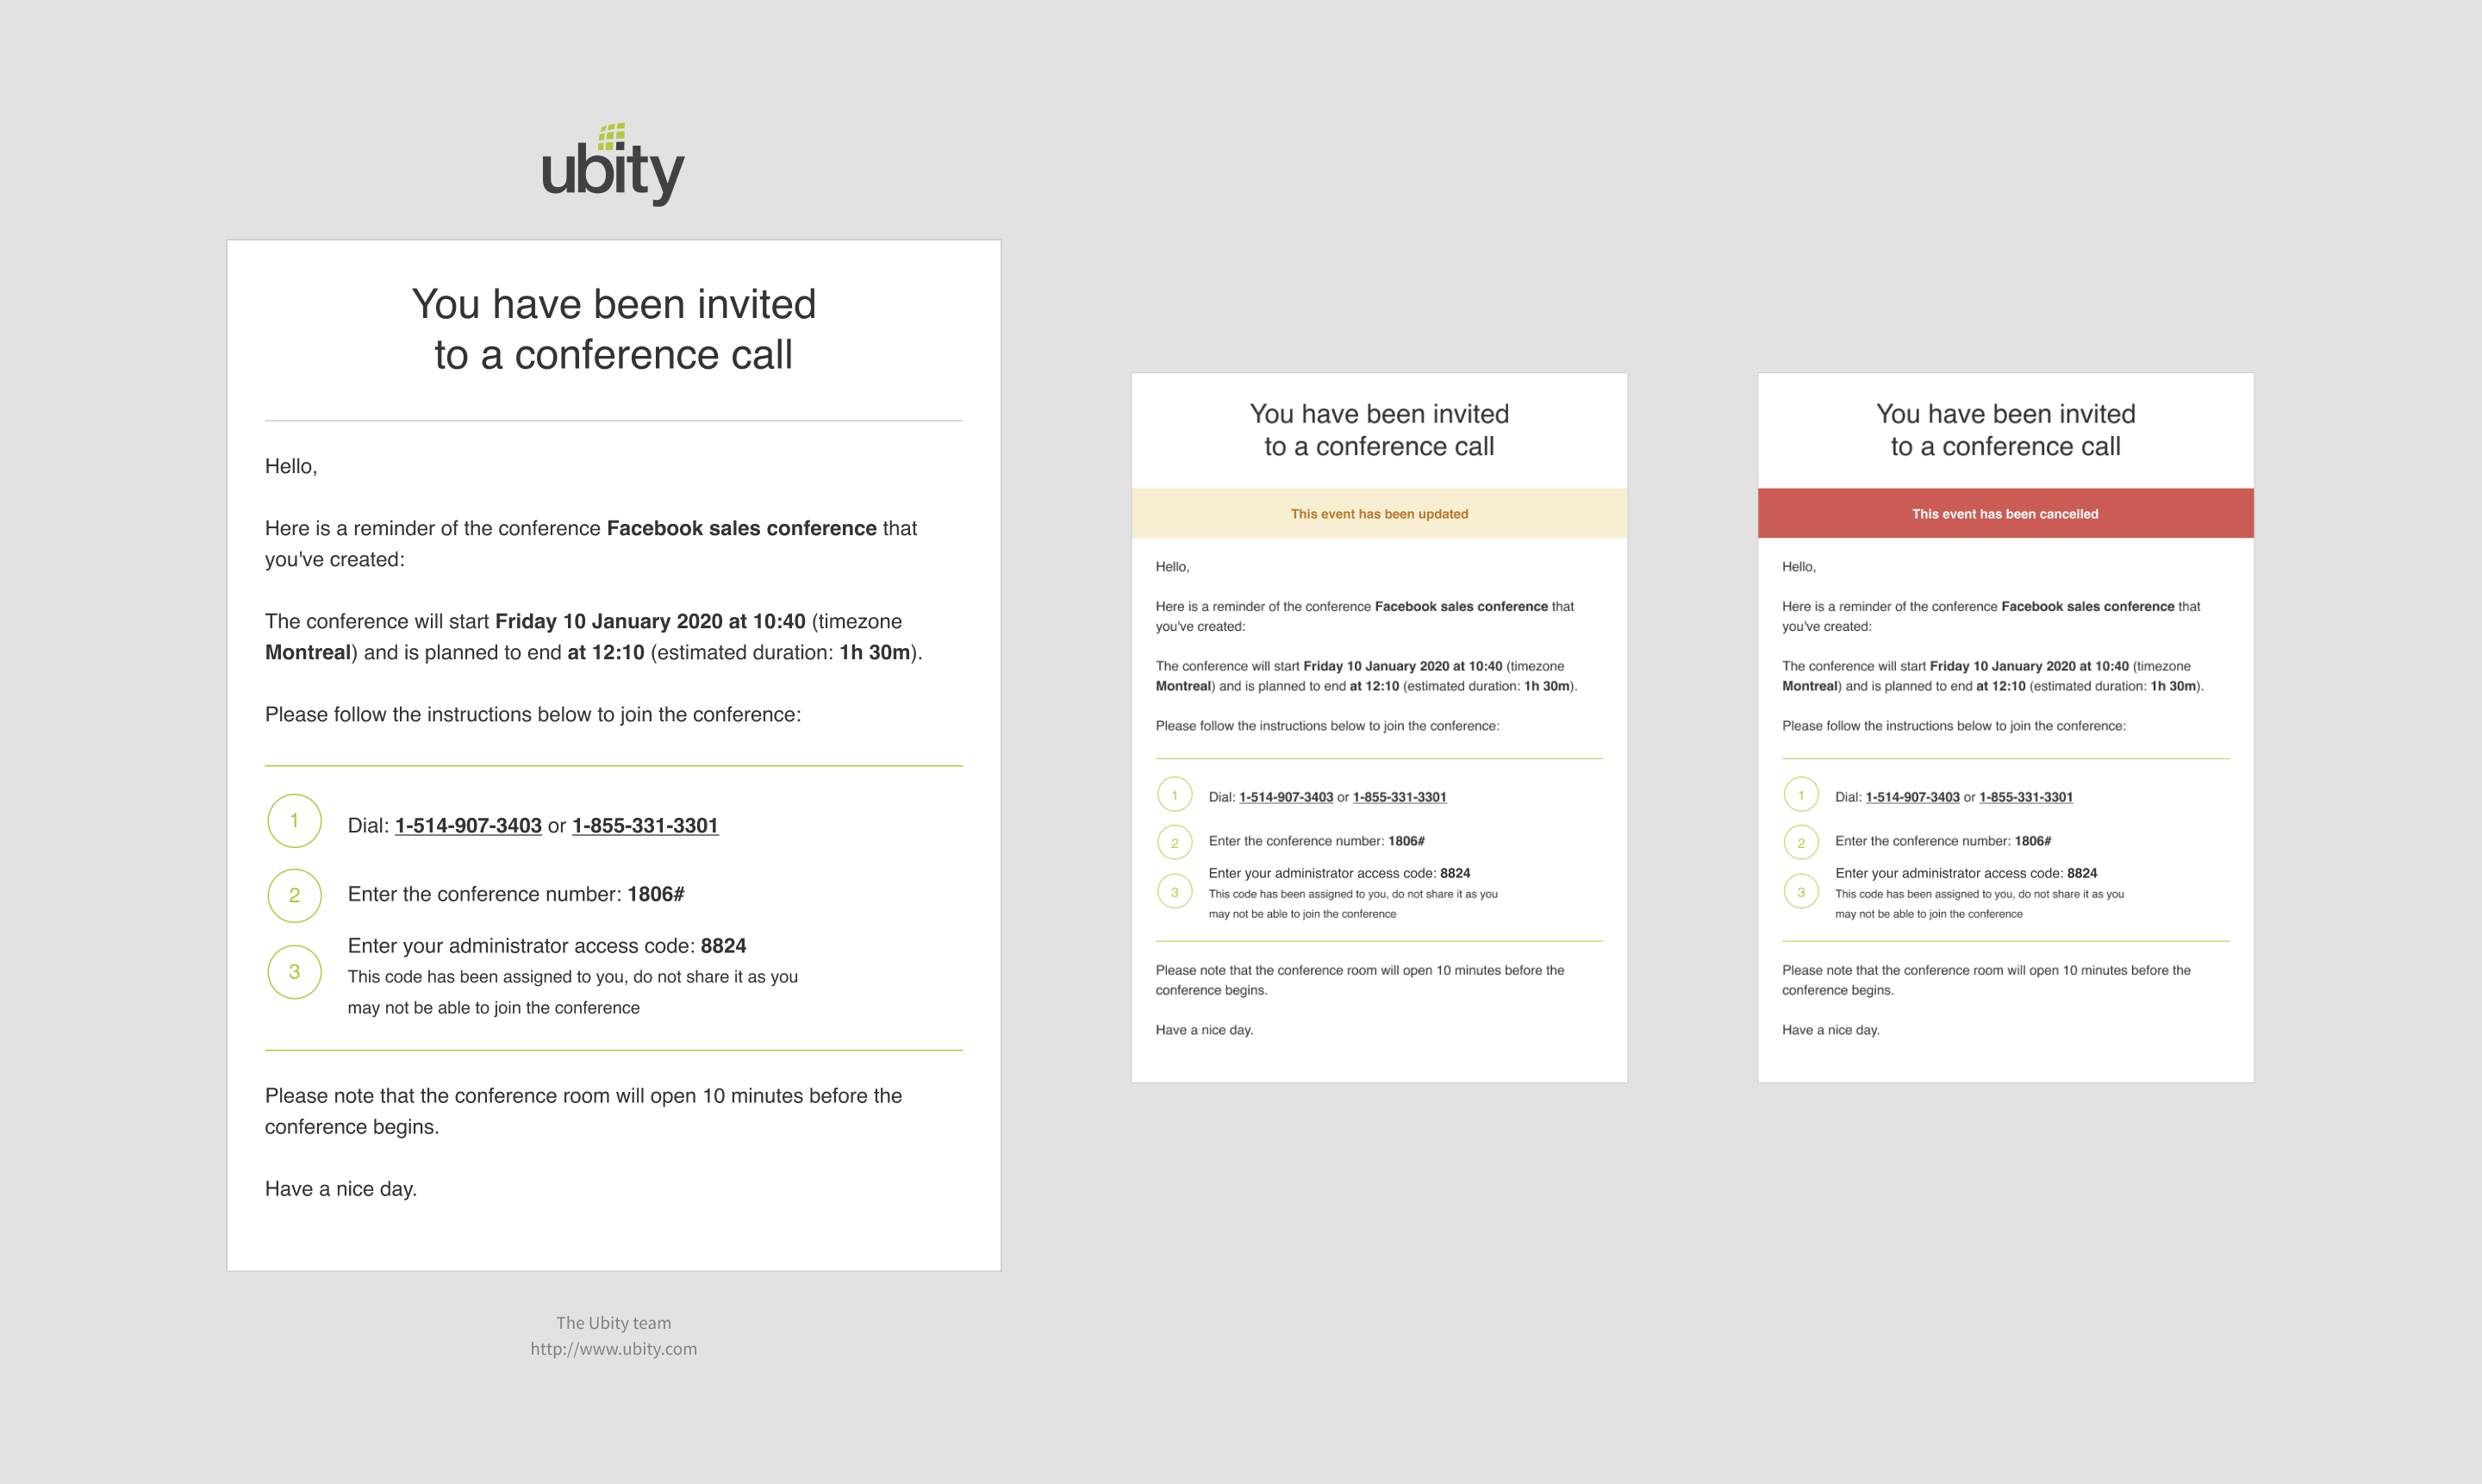 ubity
You have been invited
to a conference call
Hello,
Here is a reminder of the conference Facebook sales conference that
you've created:
The conference will start Friday 10 January 2020 at 10:40 (timezone
Montreal) and is planned to end at 12:10 (estimated duration: 1h 30m).
Please follow the instructions below to join the conference:
1
Dial: 1-514-907-3403 or 1-855-331-3301
2
Enter the conference number: 1806#
3
Enter your administrator access code: 8824
This code has been assigned to you, do not share it as you
may not be able to join the conference
Please note that the conference room will open 10 minutes before the
conference begins.
Have a nice day.
The Ubity team
http://www.ubity.com
You have been invited
to a conference call
This event has been updated
Hello,
Here is a reminder of the conference Facebook sales conference that
you've created:
The conference will start Friday 10 January 2020 at 10:40 (timezone
Montreal) and is planned to end at 12:10 (estimated duration: 1h 30m).
Please follow the instructions below to join the conference:
1
Dial: 1-514-907-3403 or 1-855-331-3301
2
Enter the conference number: 1806#
3
Enter your administrator access code: 8824
This code has been assigned to you, do not share it as you
may not be able to join the conference
Please note that the conference room will open 10 minutes before the
conference begins.
Have a nice day.
You have been invited
to a conference call
This event has been cancelled
Hello,
Here is a reminder of the conference Facebook sales conference that
you've created:
The conference will start Friday 10 January 2020 at 10:40 (timezone
Montreal) and is planned to end at 12:10 (estimated duration: 1h 30m).
Please follow the instructions below to join the conference:
1
Dial: 1-514-907-3403 or 1-855-331-3301
2
Enter the conference number: 1806#
3
Enter your administrator access code: 8824
This code has been assigned to you, do not share it as you
may not be able to join the conference
Please note that the conference room will open 10 minutes before the
conference begins.
Have a nice day.